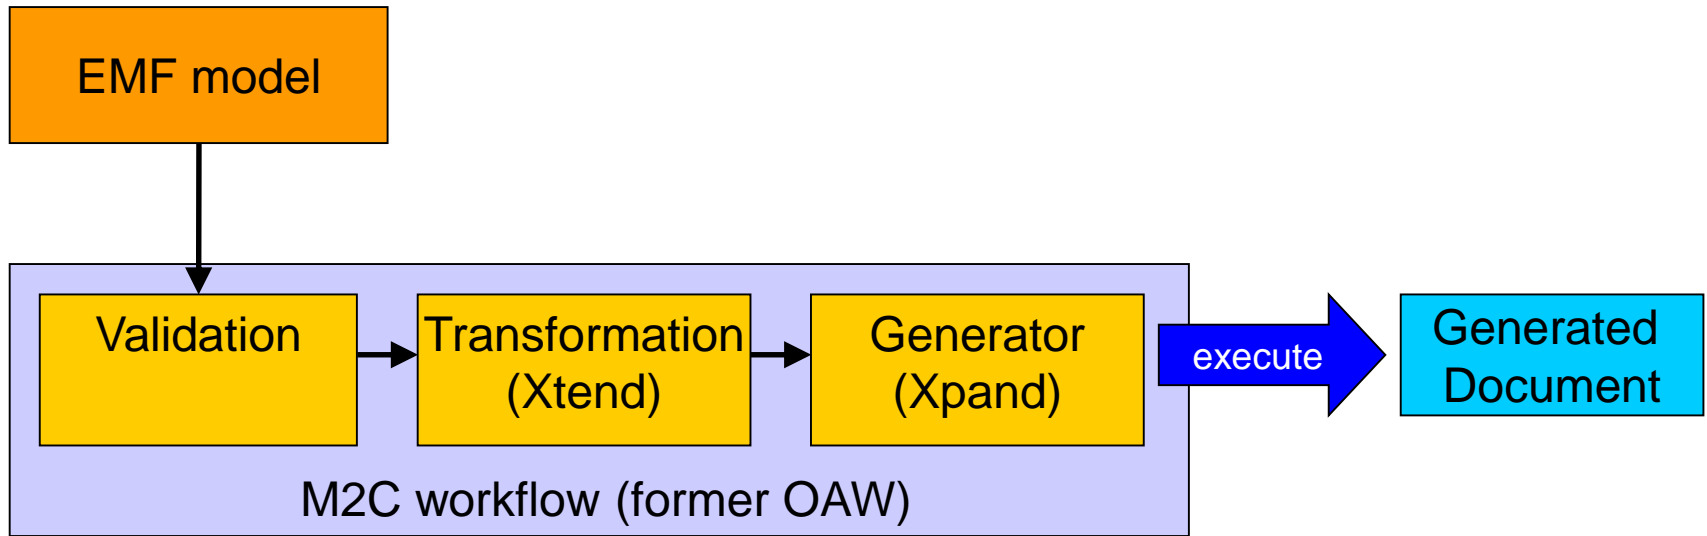 EMF model
Validation
Transformation
(Xtend)
Generator
(Xpand)
execute
Generated
Document
M2C workflow (former OAW)